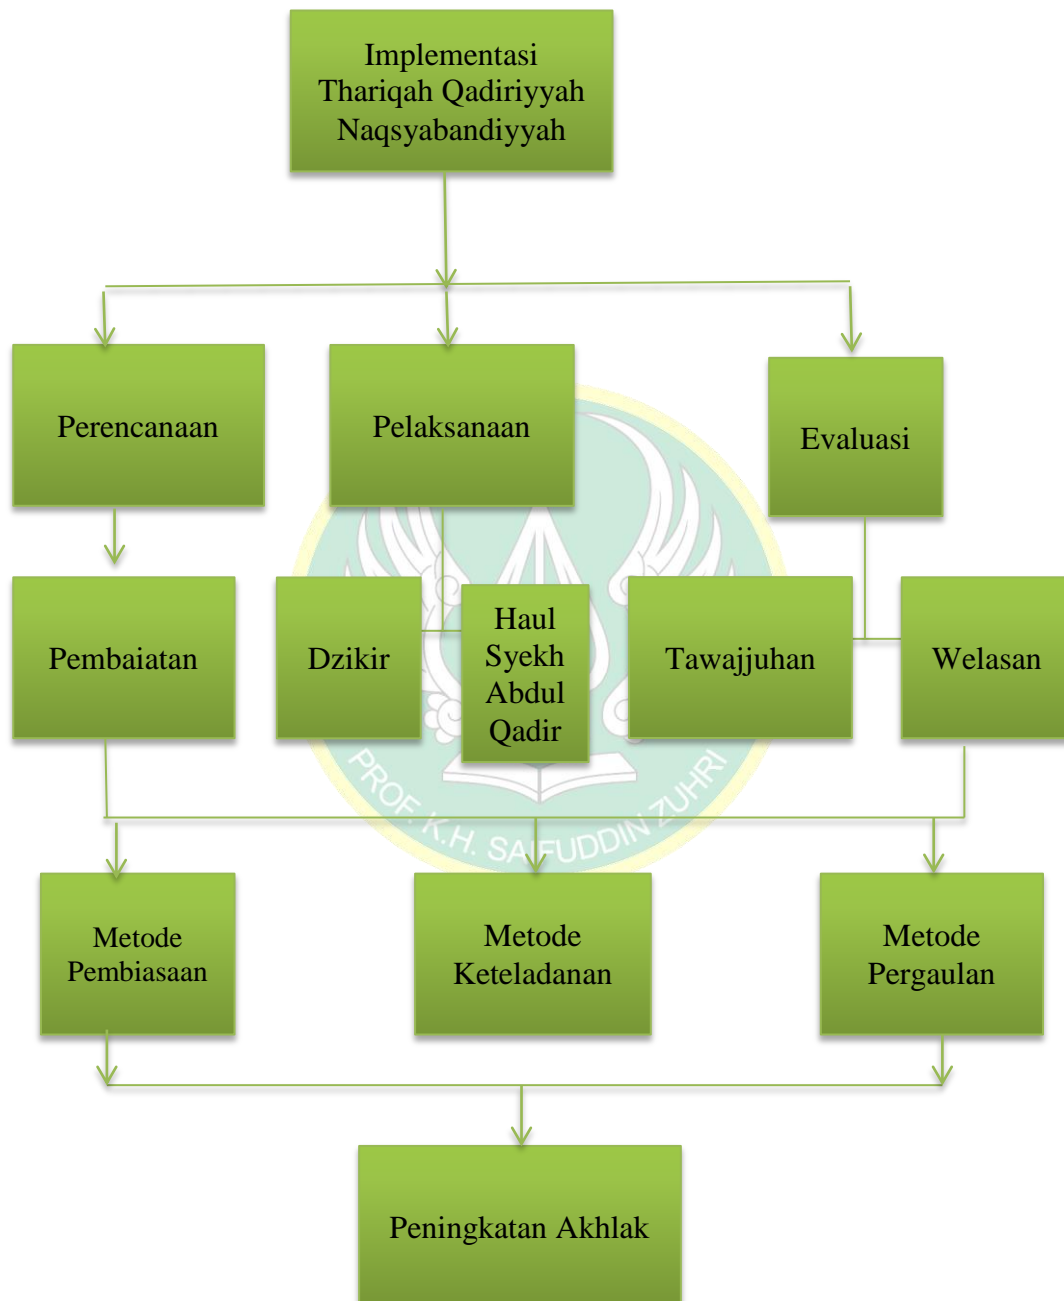 Implementasi
Thariqah Qadiriyyah
Naqsyabandiyyah
Perencanaan
Pelaksanaan
Evaluasi
Pembaiatan
Dzikir
Haul
Syekh
Abdul
Qadir
Tawajjuhan
Welasan
PROF. K.H. SAIFUDDIN ZUHRI
Metode
Pembiasaan
Metode
Keteladanan
Metode
Pergaulan
Peningkatan Akhlak